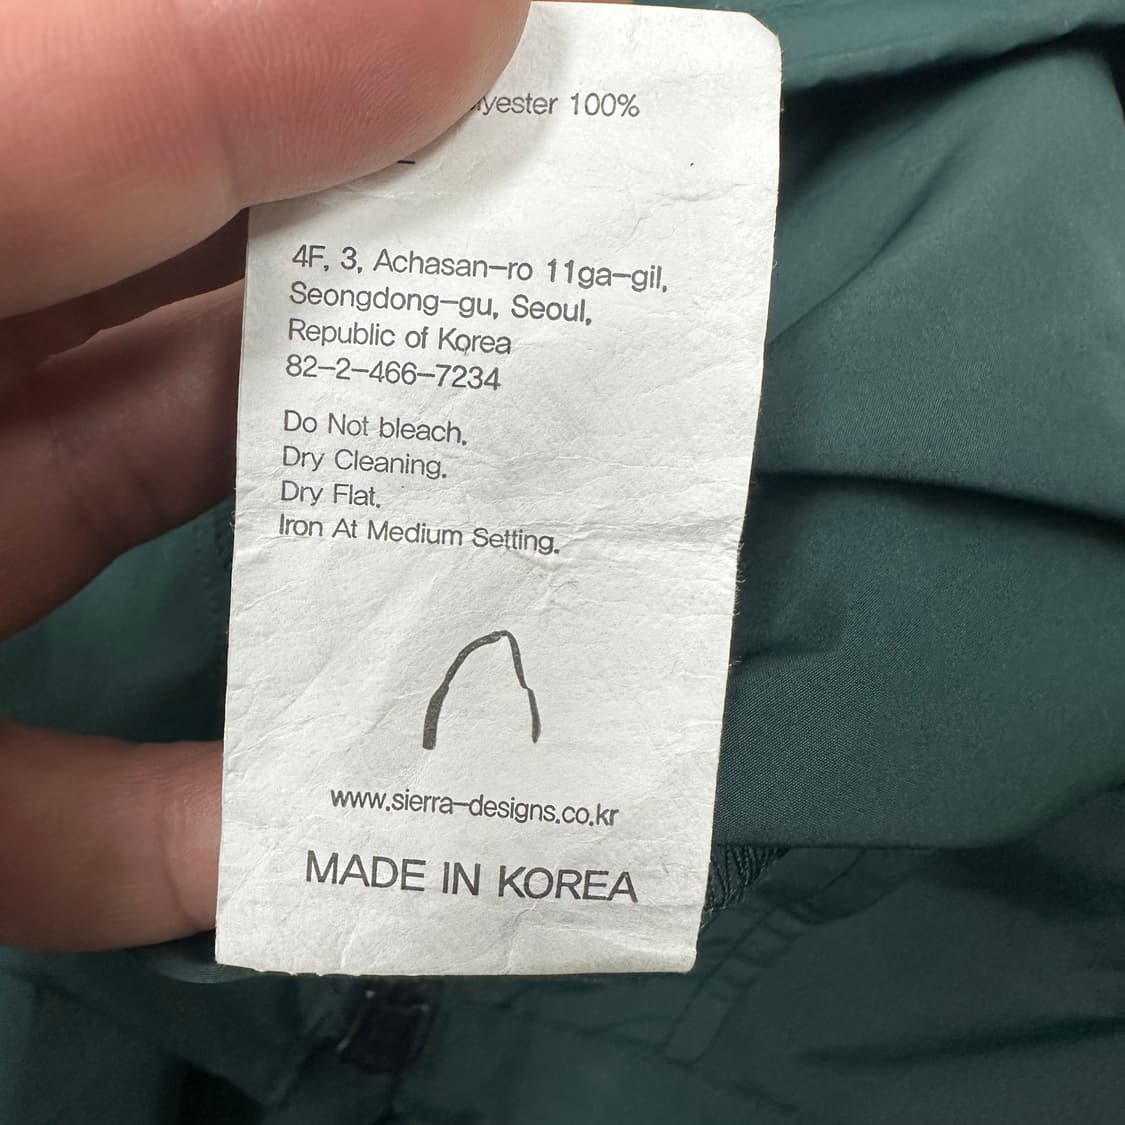 100%
4F, 3, Achasan-ro 11ga-gil,
Seongdong-gu, Seoul,
Republic of Korea
82-2-466-7234
Do Not bleach.
Dry Cleaning.
Dry Flat.
Iron At Medium Setting.
www.sierra-designs.co.kr
MADE IN KOREA